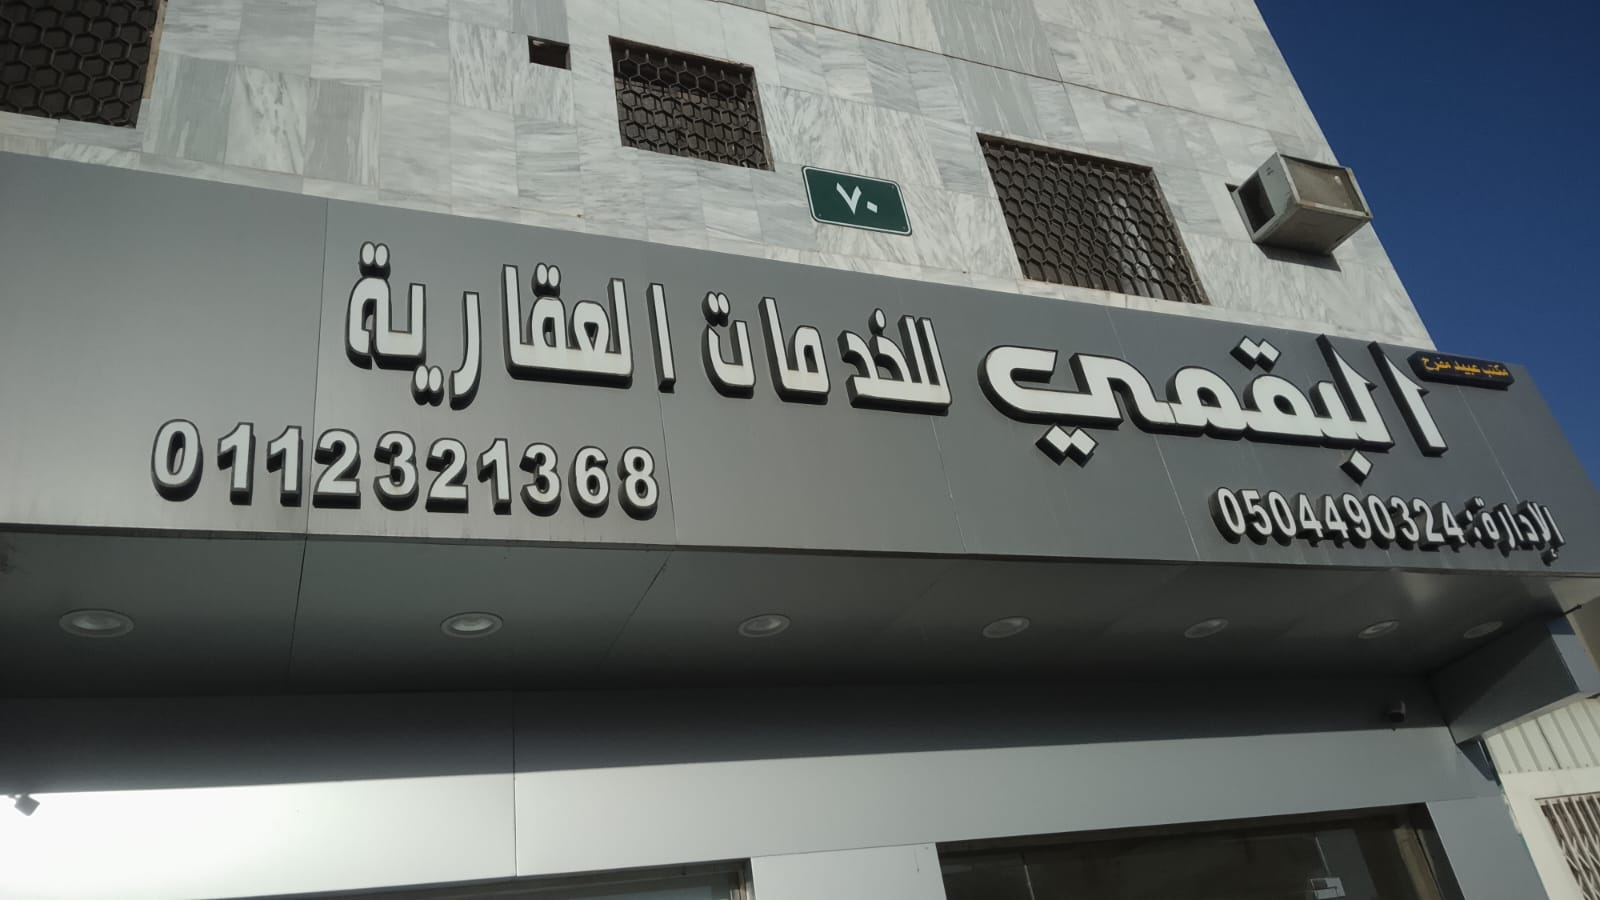 ٧٠
مكتب عبيد مفرح
البقمي للخدمات العقارية
الإدارة: 0504490324
0112321368